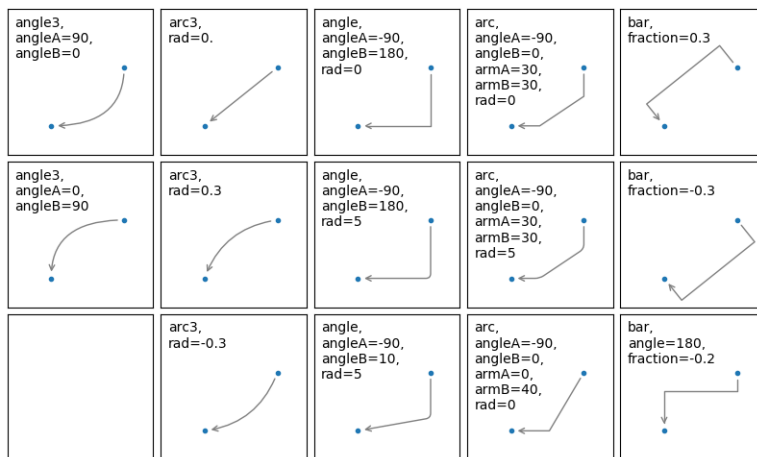 angle3,
angleA=90,
angleB=0
arc3,
rad=0.
angle,
angleA=-90,
angleB=180,
rad=0
arc,
angleA=-90,
angleB=0,
armA=30,
armB=30,
rad=0
bar,
fraction=0.3
angle3,
angleA=0,
angleB=90
arc3,
rad=0.3
angle,
angleA=-90,
angleB=180,
rad=5
arc,
angleA=-90,
angleB=0,
armA=30,
armB=30,
rad=5
bar,
fraction=-0.3
arc3,
rad=-0.3
angle,
angleA=-90,
angleB=10,
rad=5
arc,
angleA=-90,
angleB=0,
armA=0,
armB=40,
rad=0
bar,
angle=180,
fraction=-0.2